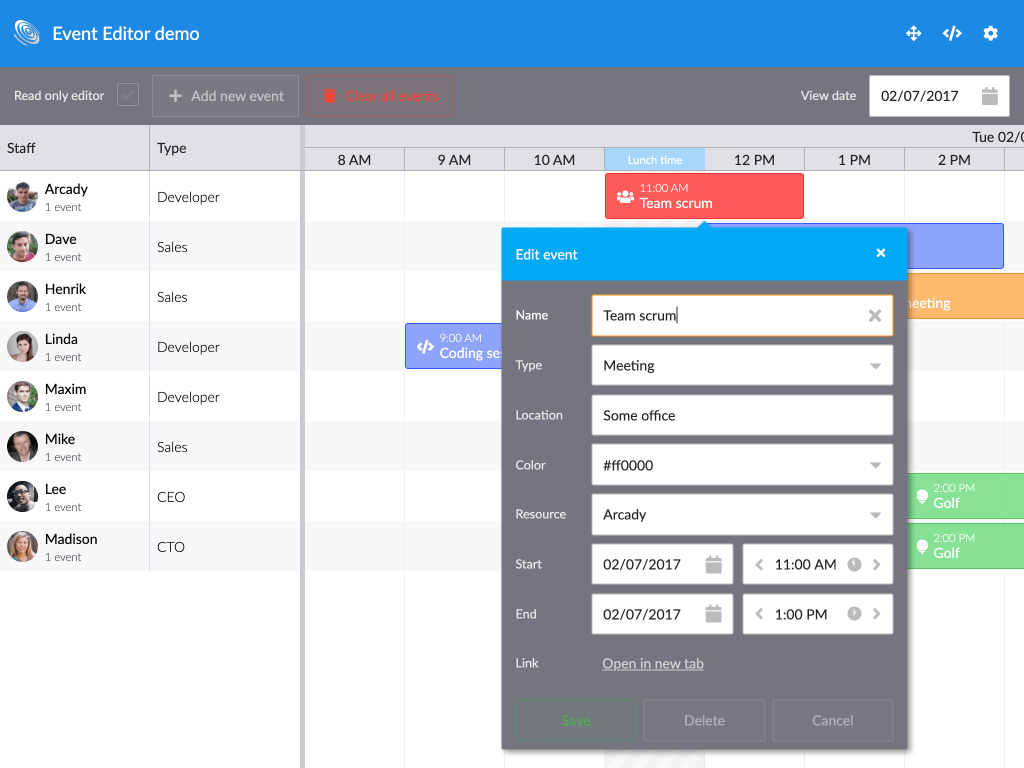 Event Editor demo
Read only editor
Add new event
Clear all events
View date
02/07/2017
Staff
Type
8 AM
9 AM
10 AM
Lunch time
12 PM
1 PM
2 PM
Tue 02/0
Arcady
1 event
Developer
11:00 AM
Team scrum
Dave
1 event
Sales
Henrik
1 event
Sales
meeting
Linda
1 event
Developer
9:00 AM
Coding se
Maxim
1 event
Developer
Mike
1 event
Sales
Lee
1 event
CEO
2:00 PM
Golf
Madison
1 event
CTO
2:00 PM
Golf
Edit event
Name
Team scrum
Type
Meeting
Location
Some office
Color
#ff0000
Resource
Arcady
Start
02/07/2017
11:00 AM
End
02/07/2017
1:00 PM
Link
Open in new tab
Save
Delete
Cancel